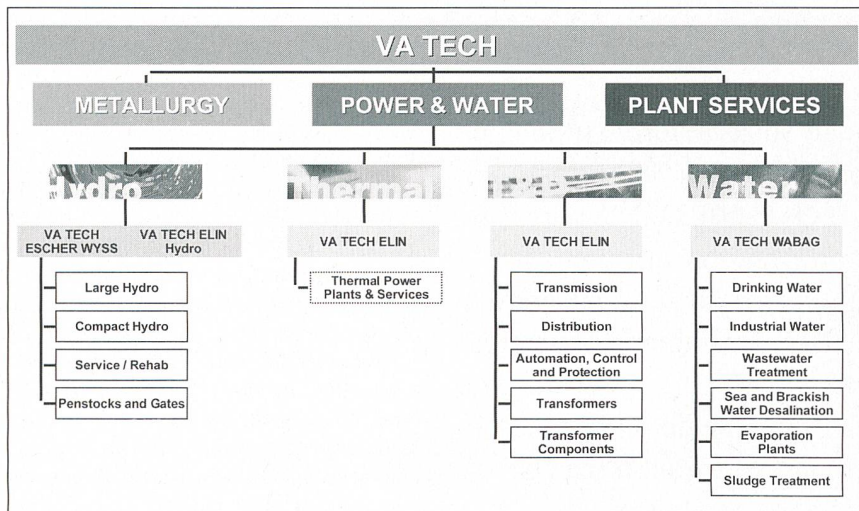 VA TECH
METALLURGY
POWER & WATER
PLANT SERVICES
Hydro
Thermal
T&D
Water
VA TECH
ESCHER WYSS
VA TECH ELIN
Hydro
VA TECH ELIN
VA TECH ELIN
VA TECH WABAG
Large Hydro
Compact Hydro
Service / Rehab
Penstocks and Gates
Thermal Power
Plants & Services
Transmission
Distribution
Automation, Control
and Protection
Transformers
Transformer
Components
Drinking Water
Industrial Water
Wastewater
Treatment
Sea and Brackish
Water Desalination
Evaporation
Plants
Sludge Treatment